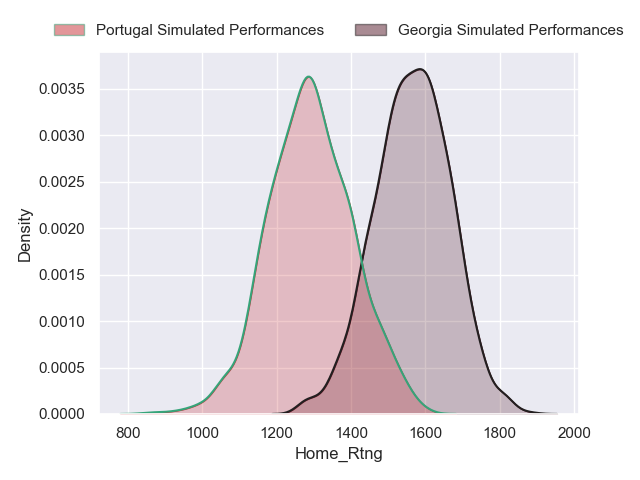 Portugal Simulated Performances
Georgia Simulated Performances
0.0035
0.0030
0.0025
0.0020
0.0015
0.0010
0.0005
0.0000
Density
800 1000 1200 1400 1600 1800 2000
Home_Rtng